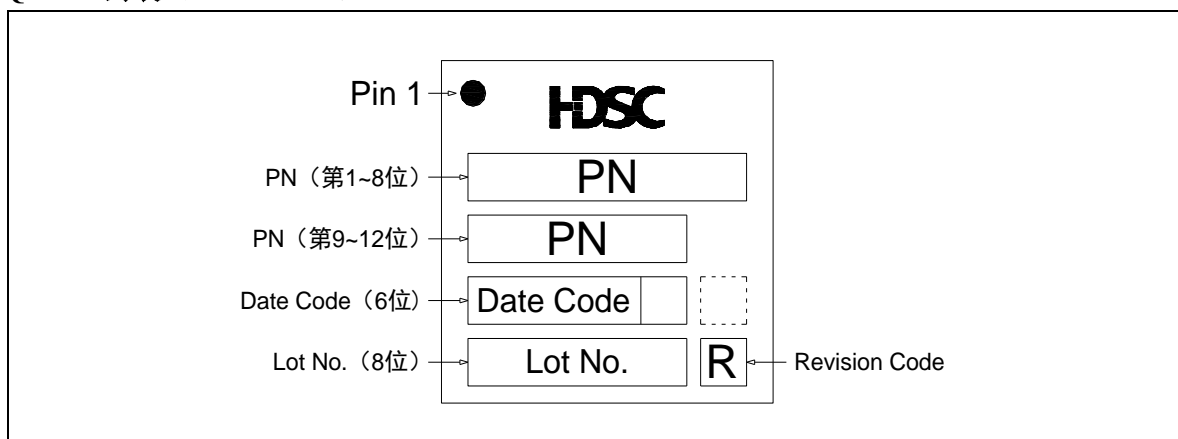 Pin 1
HDSC
PN（第1~8位） PN
PN（第9~12位） PN
Date Code（6位） Date Code
Lot No.（8位） Lot No. R Revision Code